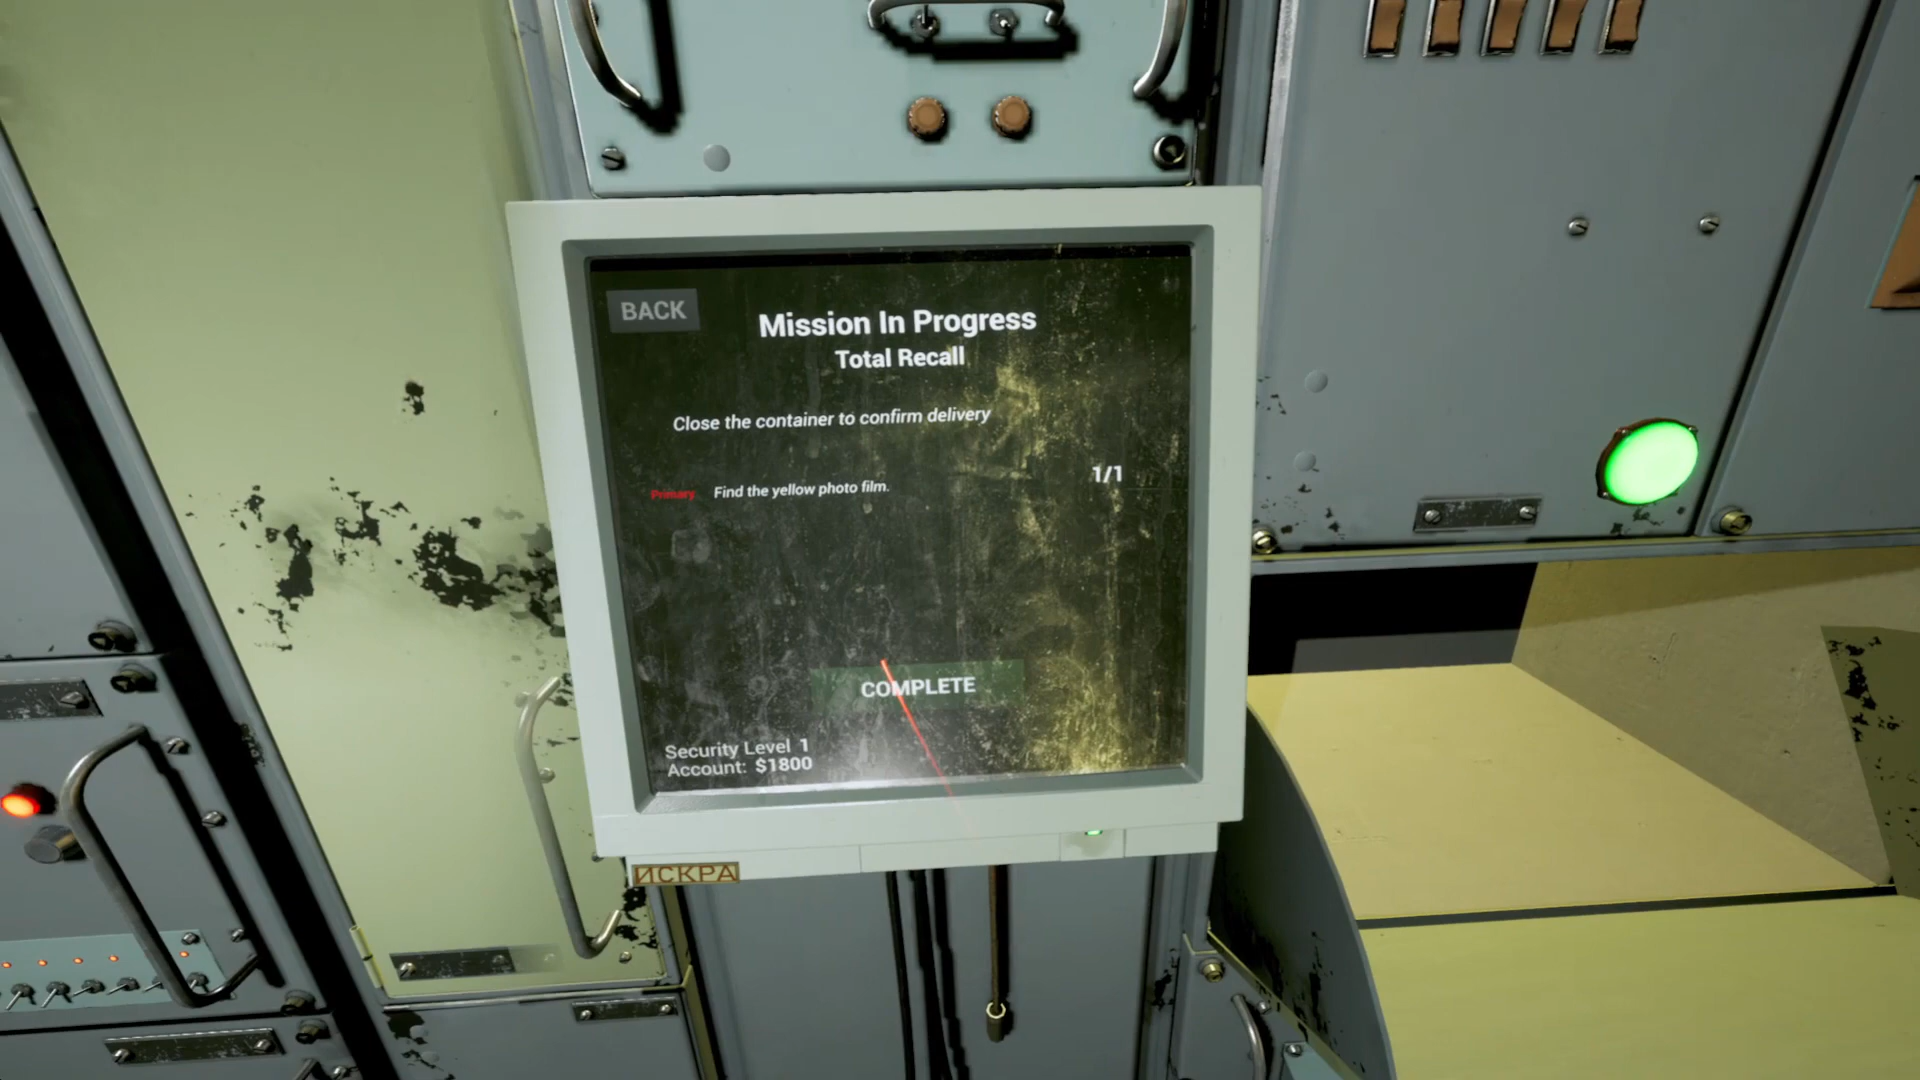 BACK
Mission In Progress
Total Recall
Close the container to confirm delivery
1/1
Primary Find the yellow photo film.
COMPLETE
Security Level 1
Account: $1800
ИСКРА